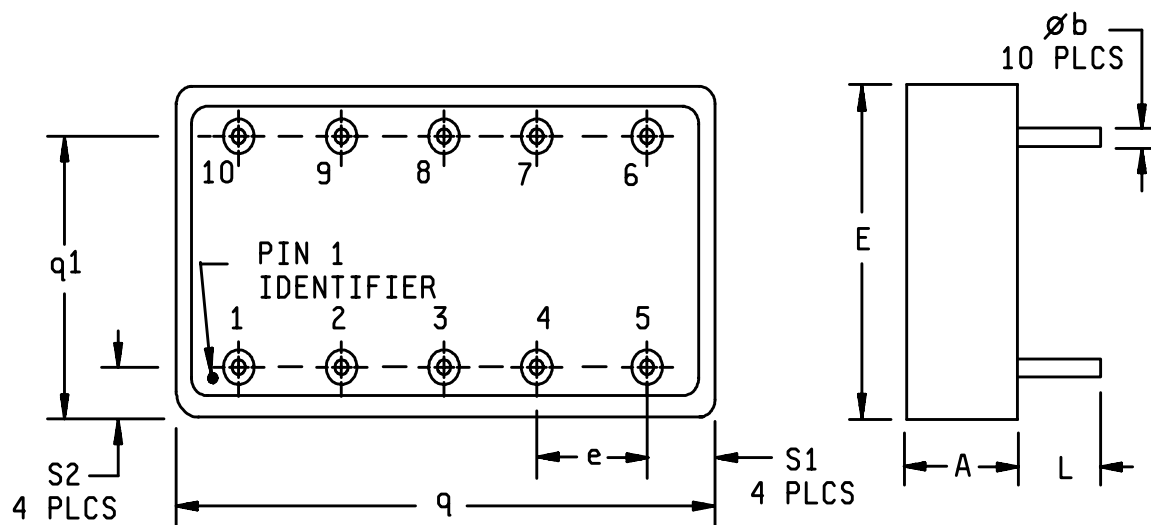 Øb
10 PLCS
10 9 8 7 6
E
q1
PIN 1
IDENTIFIER
1 2 3 4 5
S2
4 PLCS
e
S1
4 PLCS
A
L
q